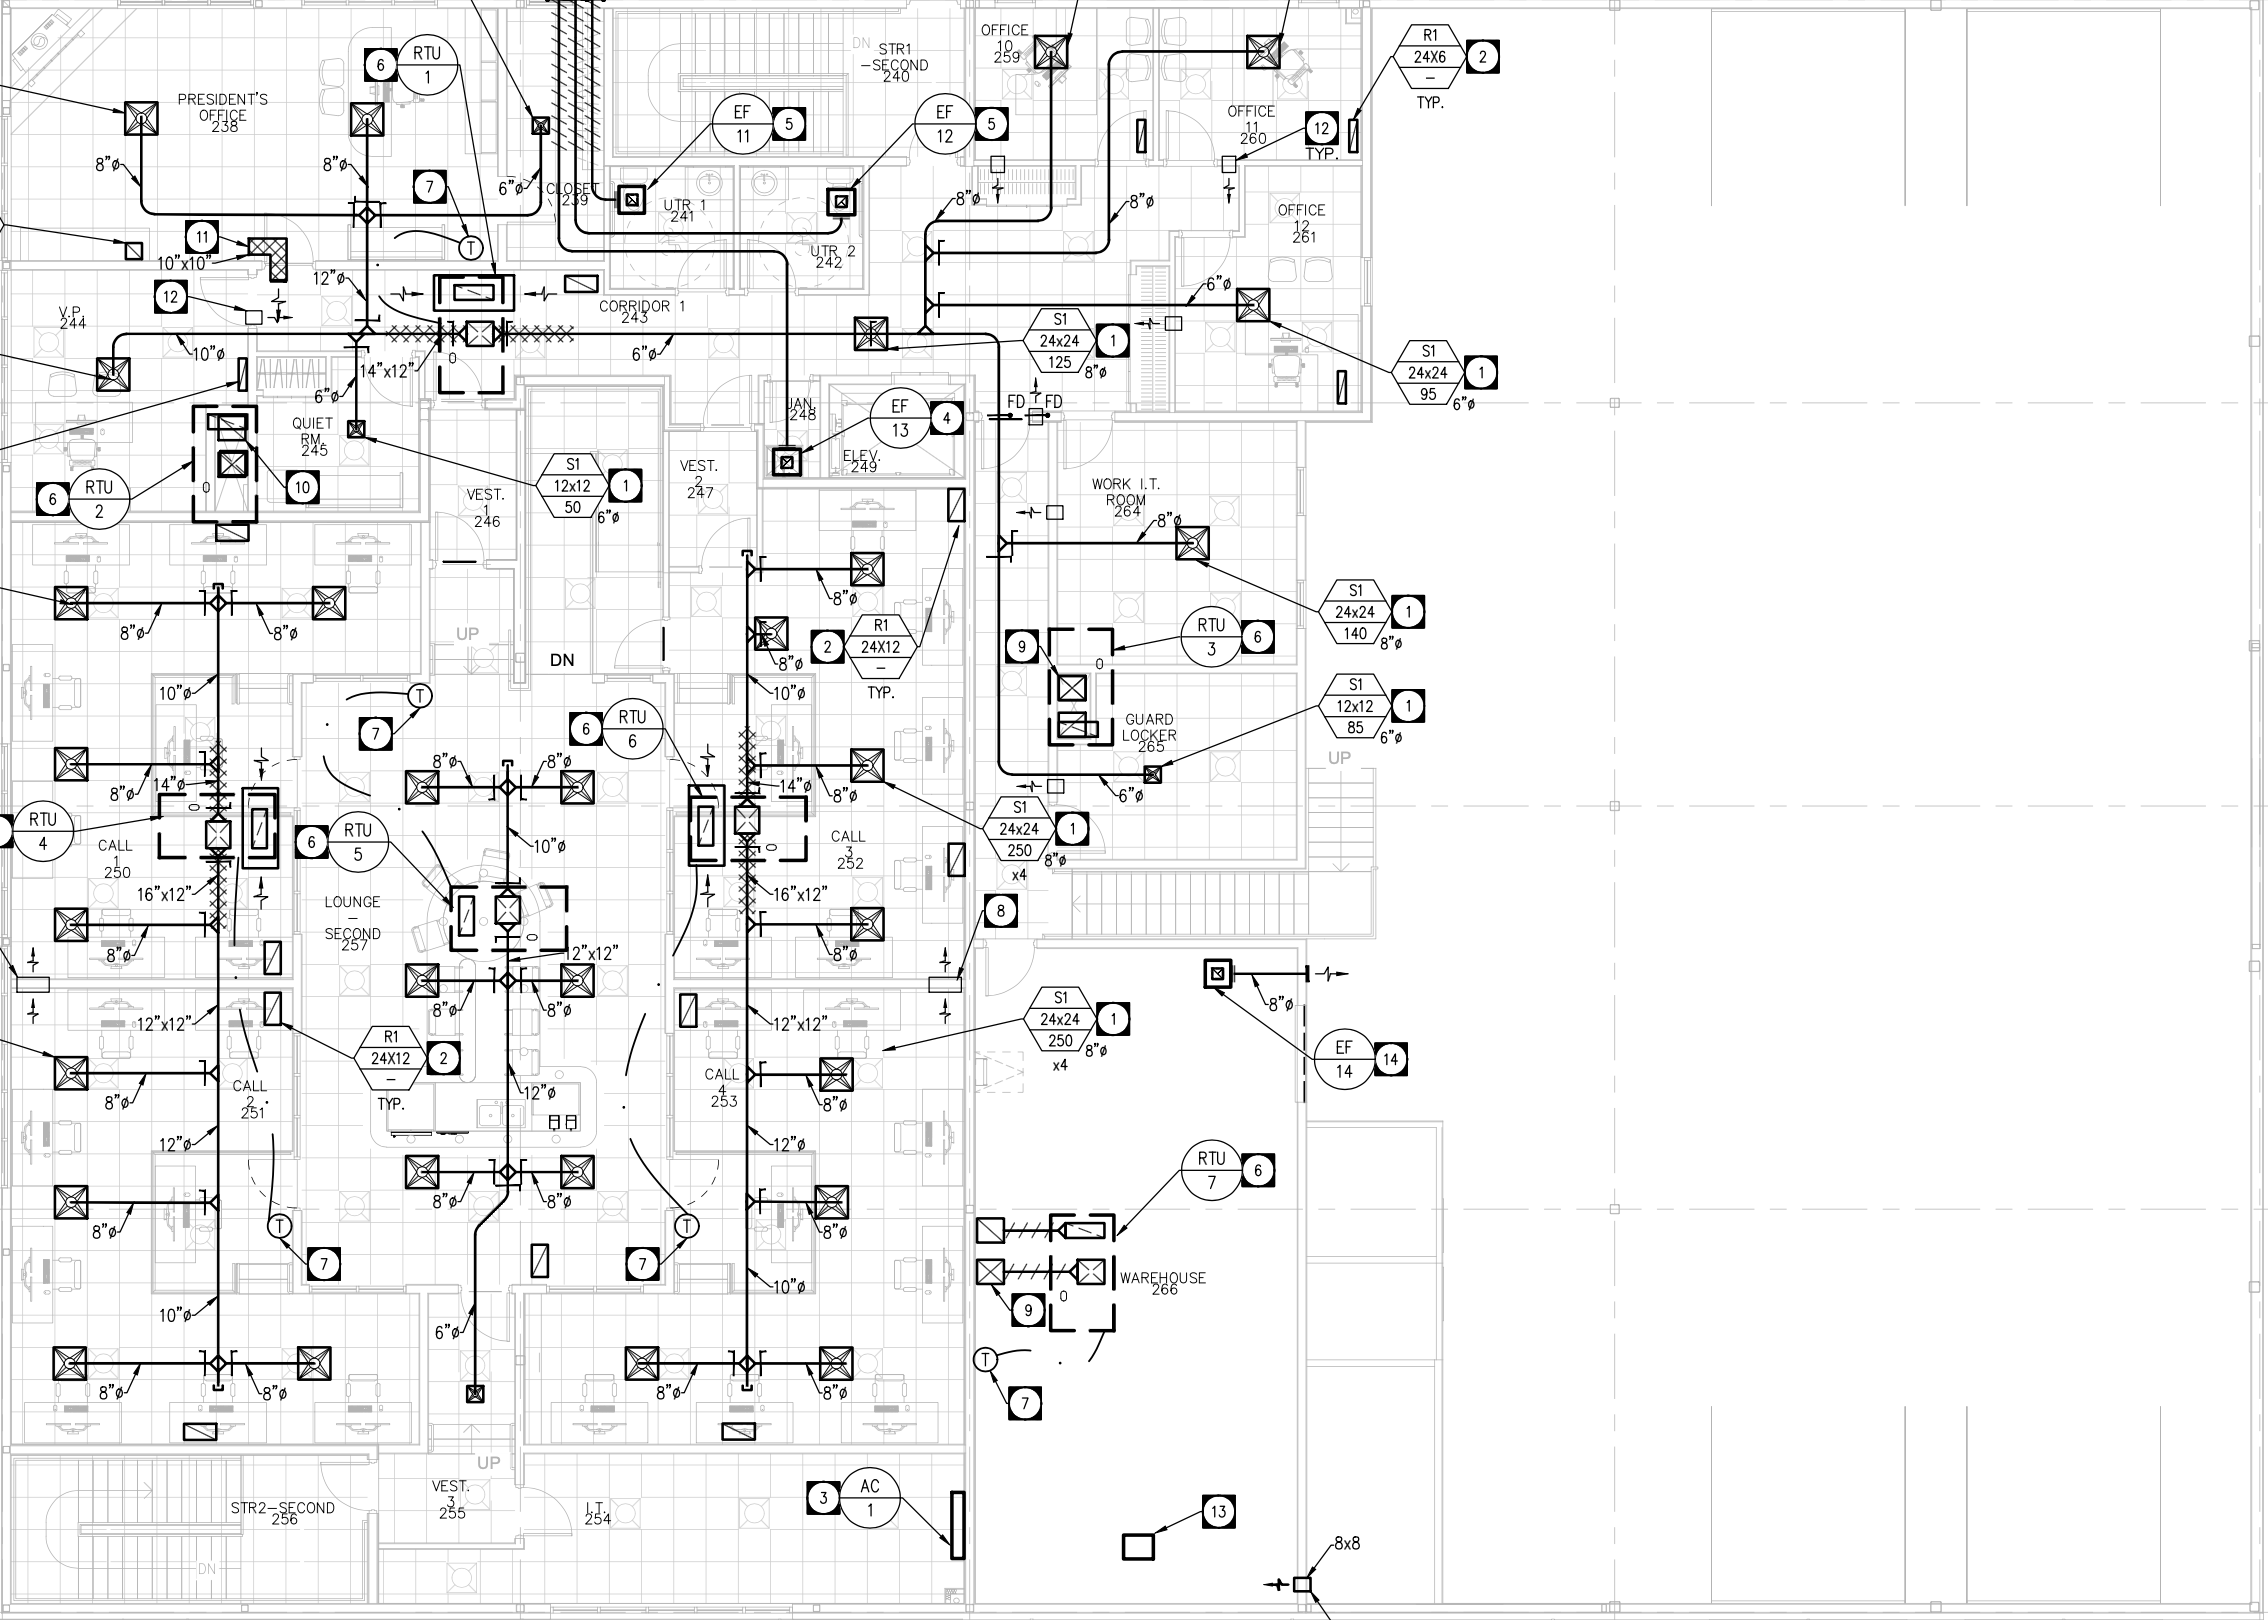 PRESIDENT'S
OFFICE
238
6
RTU
1
DN
STR1
-SECOND
240
OFFICE
10
259
OFFICE
11
260
R1
24X6
–
2
TYP.
12
TYP.
EF
11
5
EF
12
5
8"ø
8"ø
7
6"ø
CLOSET
239
UTR 1
241
UTR 2
242
8"ø
8"ø
OFFICE
12
261
11
10"x10"
12
12"ø
T
CORRIDOR 1
243
6"ø
V.P.
244
10"ø
14"x12"
0
6"ø
6"ø
S1
24x24
125
1
8"ø
S1
24x24
95
1
6"ø
JAN.
248
EF
13
4
FD
FD
ELEV.
249
QUIET
RM.
245
6
RTU
2
0
10
VEST.
1
246
S1
12x12
50
1
6"ø
VEST.
2
247
WORK I.T.
ROOM
264
8"ø
8"ø
8"ø
8"ø
8"ø
UP
DN
2
R1
24X12
–
TYP.
S1
24x24
140
1
8"ø
9
RTU
3
6
0
10"ø
T
7
10"ø
6
RTU
6
GUARD
LOCKER
265
S1
12x12
85
1
6"ø
6"ø
UP
8"ø
8"ø
8"ø
14"ø
14"ø
8"ø
RTU
4
0
CALL
1
250
6
RTU
5
10"ø
0
CALL
3
252
S1
24x24
250
1
8"ø
x4
16"x12"
LOUNGE
–
SECOND
257
0
16"x12"
8
8"ø
12"x12"
8"ø
8"ø
8"ø
12"x12"
12"x12"
S1
24x24
250
1
8"ø
x4
8"ø
R1
24X12
–
2
TYP.
EF
14
14
8"ø
CALL
2
251
12"ø
CALL
4
253
8"ø
12"ø
12"ø
RTU
7
6
8"ø
8"ø
8"ø
8"ø
T
7
T
7
WAREHOUSE
266
0
9
10"ø
10"ø
6"ø
T
7
8"ø
8"ø
8"ø
8"ø
UP
VEST.
3
255
STR2–SECOND
256
I.T.
254
3
AC
1
13
DN
8x8